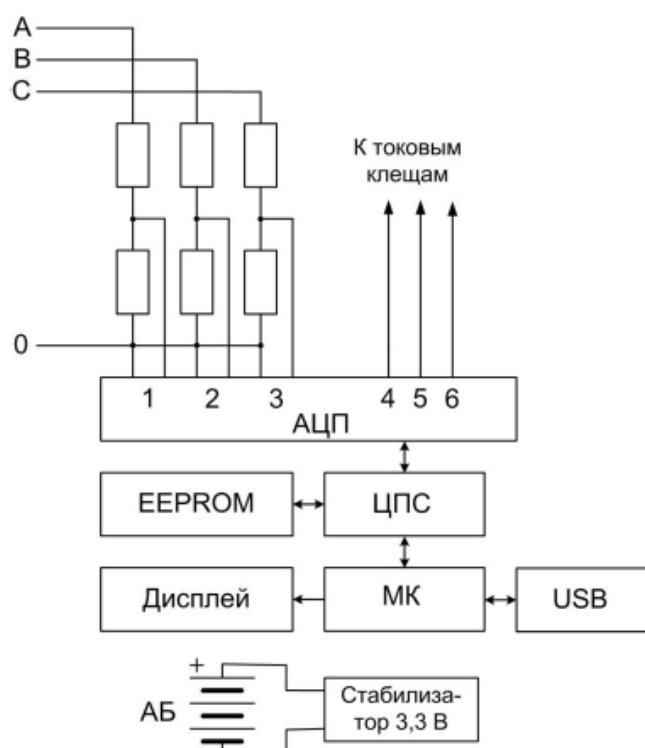 A
B
C
К токовым
клещам
0
1 2 3 4 5 6
АЦП
EEPROM
ЦПС
Дисплей
МК
USB
+
АБ
Стабилиза-
тор 3,3 В